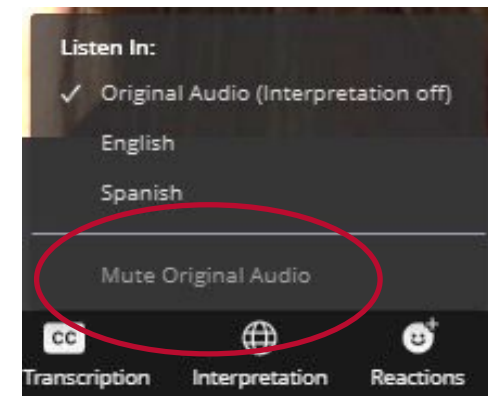 Listen In:
✓ Original Audio (Interpretation off)
English
Spanish
Mute Original Audio
CC
Transcription Interpretation Reactions